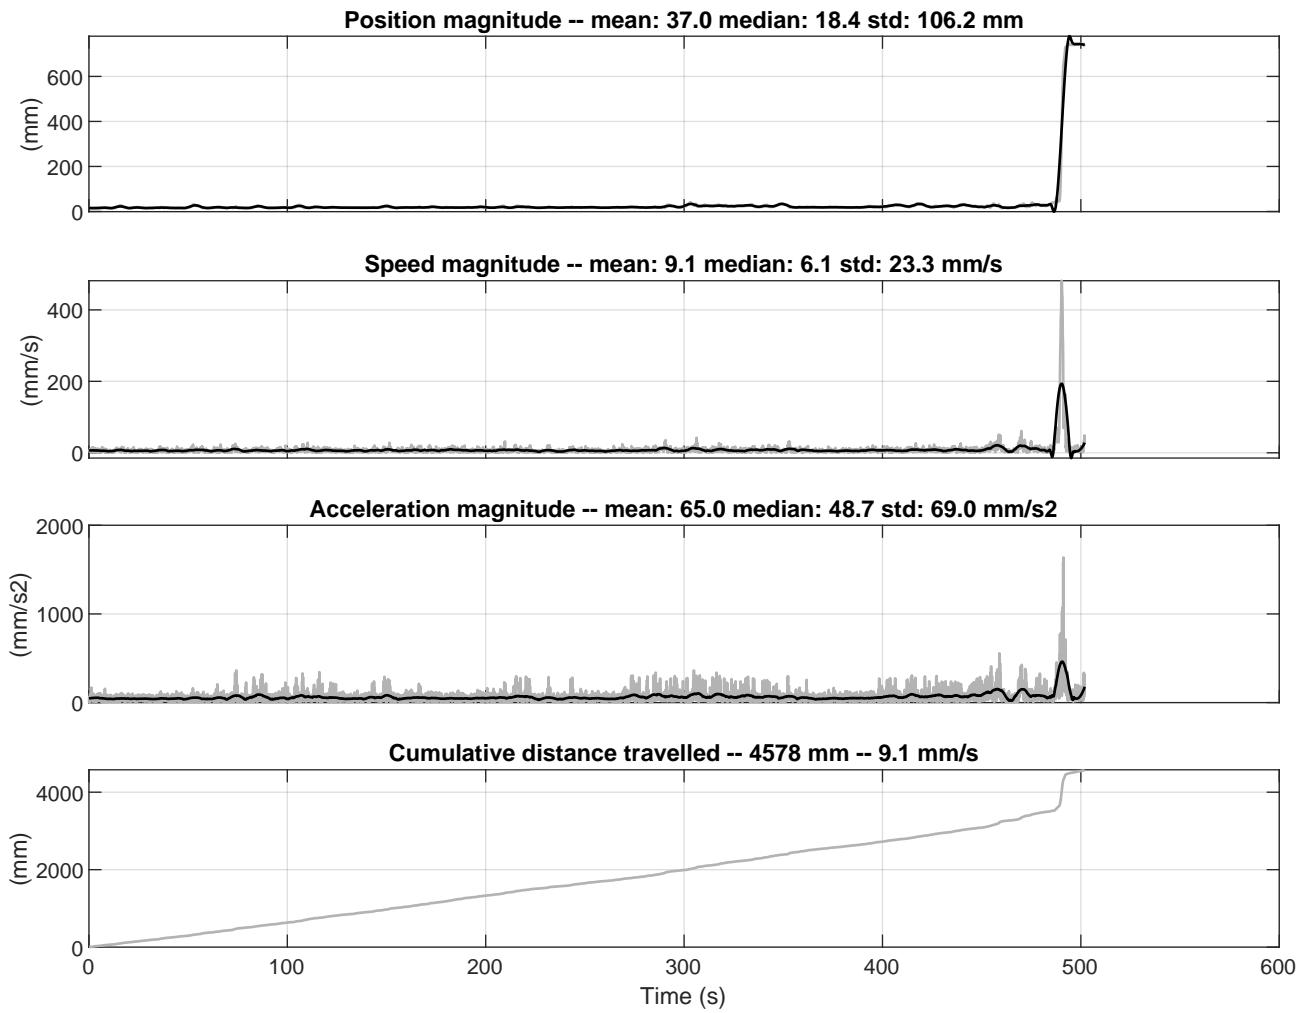 Position magnitude -- mean: 37.0 median: 18.4 std: 106.2 mm
600
400
200
0
(mm)
Speed magnitude -- mean: 9.1 median: 6.1 std: 23.3 mm/s
400
200
0
(mm/s)
Acceleration magnitude -- mean: 65.0 median: 48.7 std: 69.0 mm/s2
2000
1000
0
(mm/s2)
Cumulative distance travelled -- 4578 mm -- 9.1 mm/s
4000
2000
0
(mm)
0 100 200 300 400 500 600
Time (s)